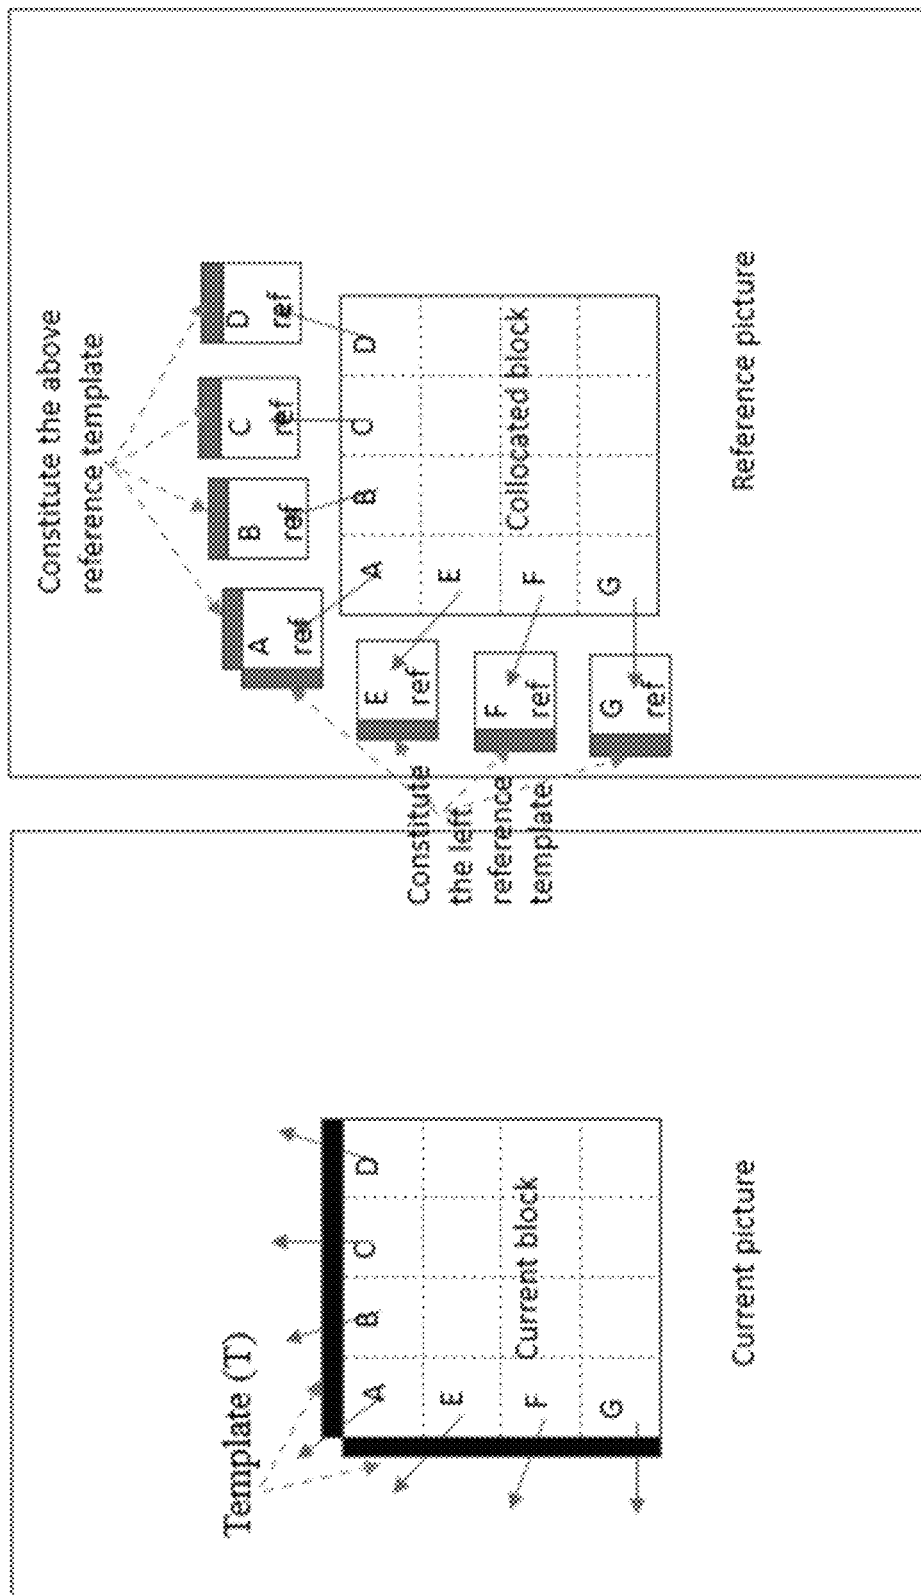 Template (T)
A B C D
E
Current block
F
G
Current picture
Constitute the above
reference template
A
ref
B
ref
C
ref
D
ref
E
ref
F
ref
G
ref
Constitute
the left
reference
template
A B C D
E
Collocated block
F
G
Reference picture